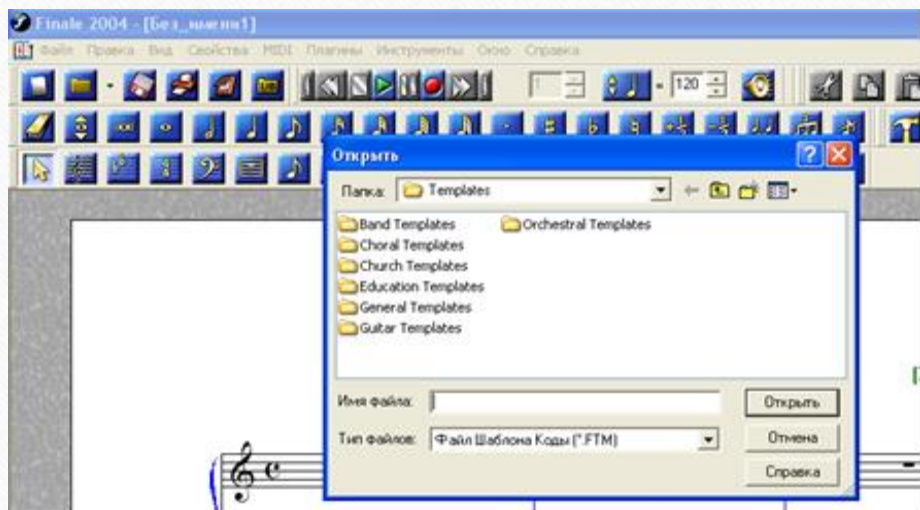 Finale 2004 - [Без_имени1]
Файл Правка Вид Свойства MIDI Плагины Инструменты Окно Справка
120
Открыть
Папка: Templates
Band Templates Orchestral Templates
Choral Templates
Church Templates
Education Templates
General Templates
Guitar Templates
Имя файла: Открыть
Тип файлов: Файл Шаблона Коды (*.FTM) Отмена
Справка